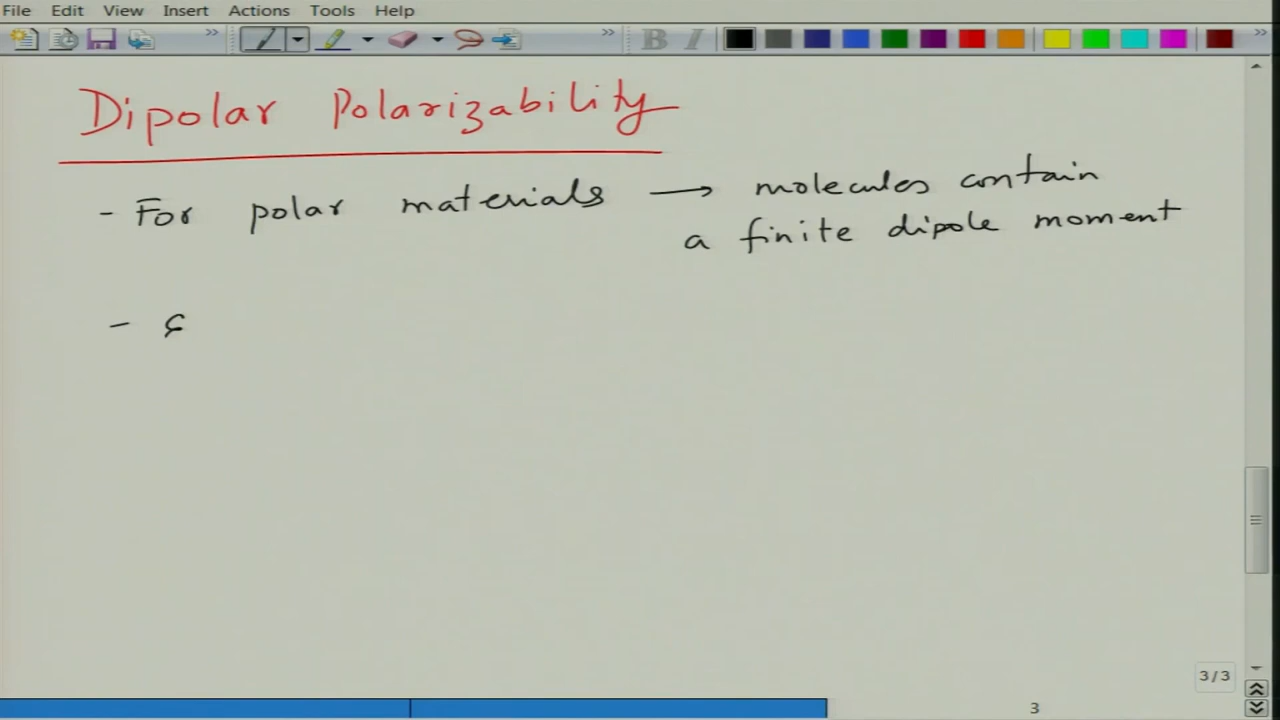 File Edit View Insert Actions Tools Help
B I
Dipolar Polarizability
- For polar materials → molecules contain
a finite dipole moment
-
3/3
3